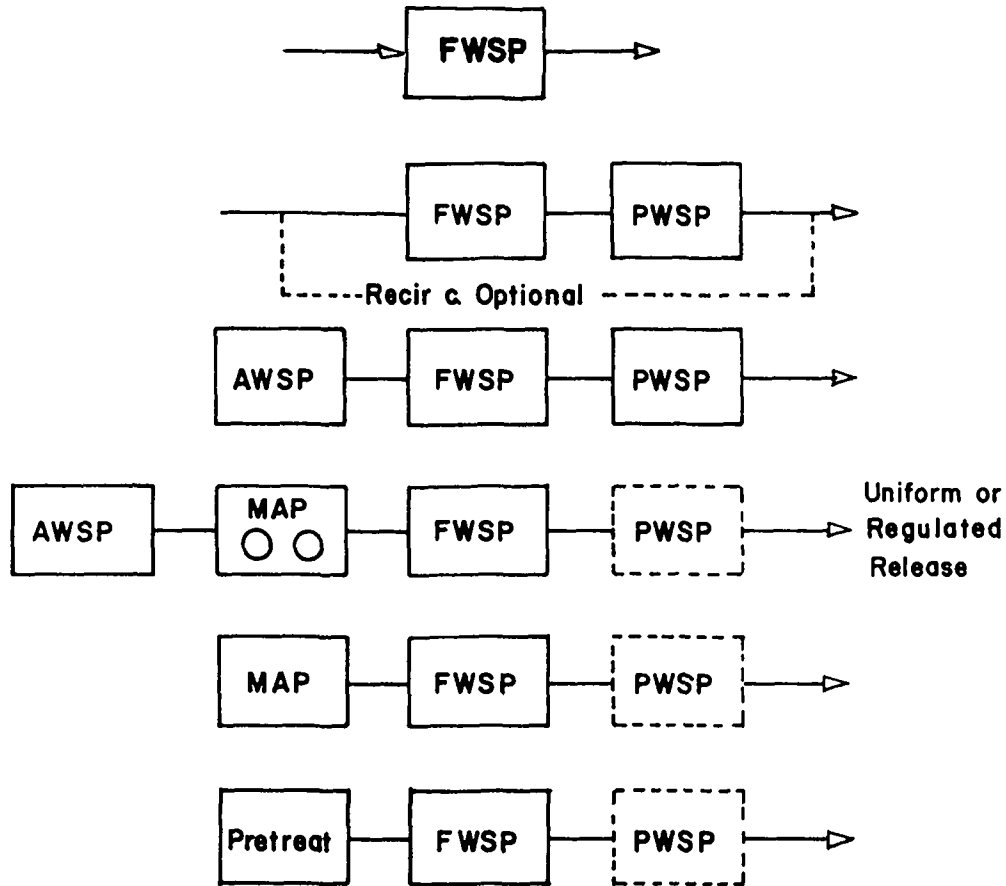 FWSP
FWSP PWSP
Recir c. Optional
AWSP FWSP PWSP
AWSP MAP FWSP PWSP
Uniform or
Regulated
Release
MAP FWSP PWSP
Pretreat FWSP PWSP